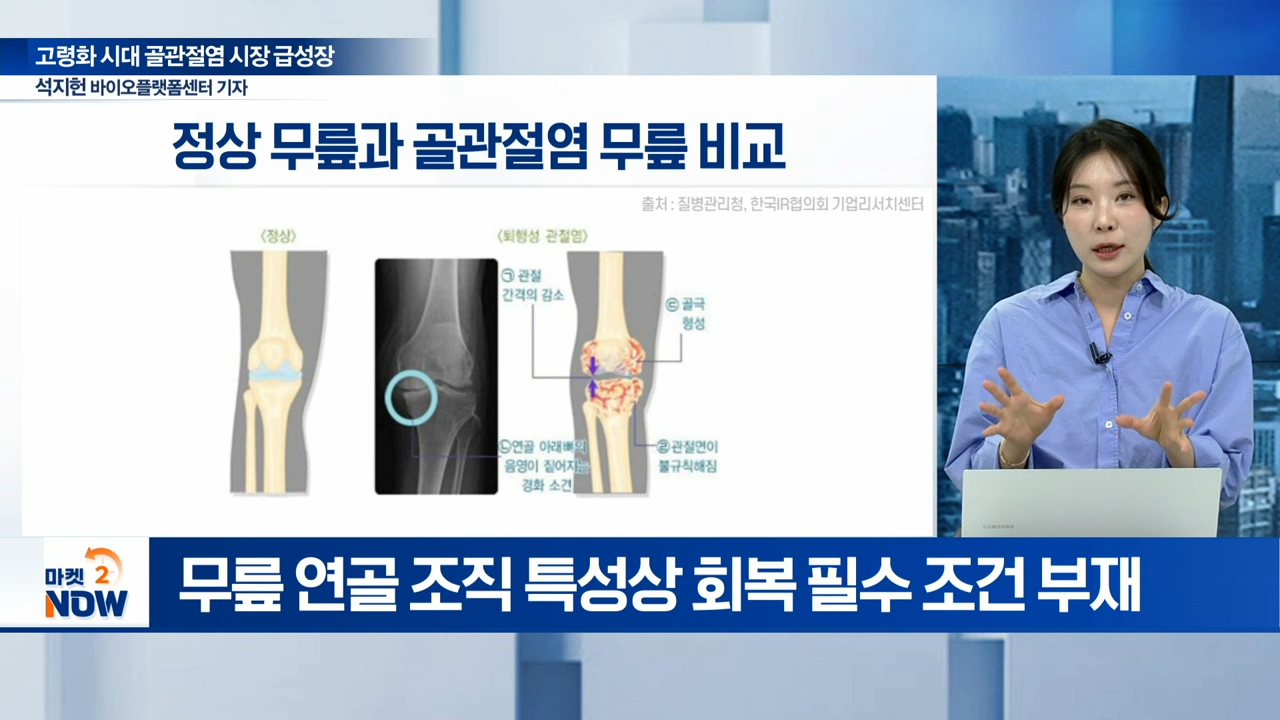 고령화 시대 골관절염 시장 급성장
석지헌 바이오플랫폼센터 기자
정상 무릎과 골관절염 무릎 비교
출처 : 질병관리청, 한국IR협의회 기업리서치센터
<정상>
<퇴행성 관절염>
㉠ 관절
간격의 감소
㉢ 골극
형성
㉡연골 아래뼈의
음영이 짙어지는
경화 소견
㉣관절면이
불규칙해짐
SAMSUNG
마켓 2
NOW
무릎 연골 조직 특성상 회복 필수 조건 부재